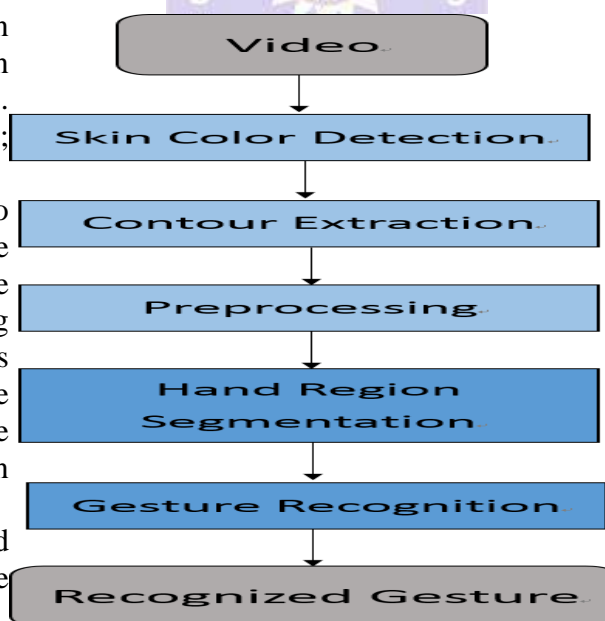 Video
Skin Color Detection
Contour Extraction
Preprocessing
Hand Region
Segmentation
Gesture Recognition
Recognized Gesture